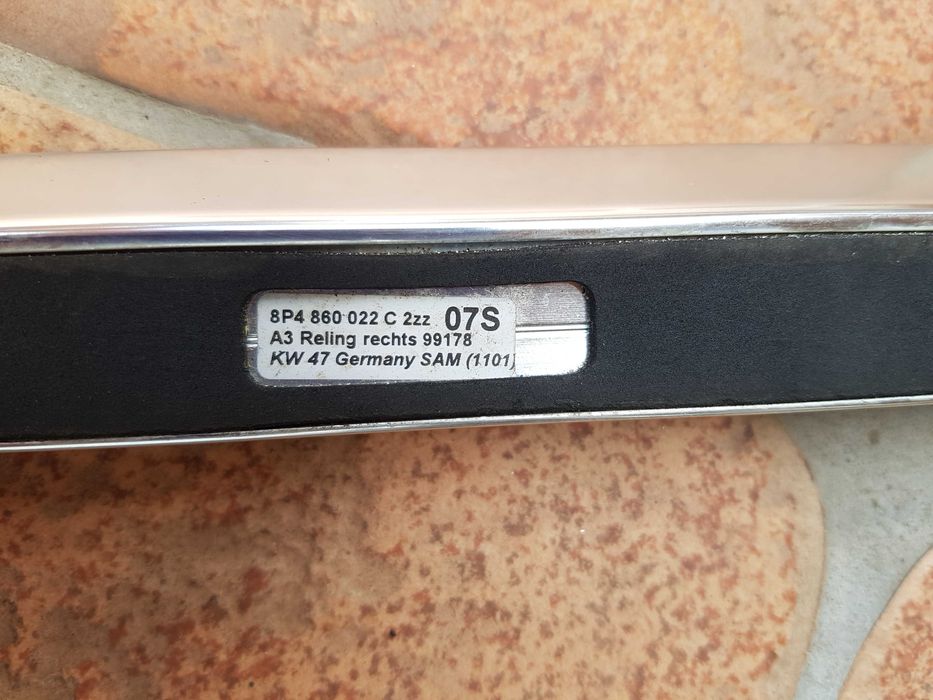 8P4 860 022 C 2zz 07S
A3 Reling rechts 99178
KW 47 Germany SAM (1101)